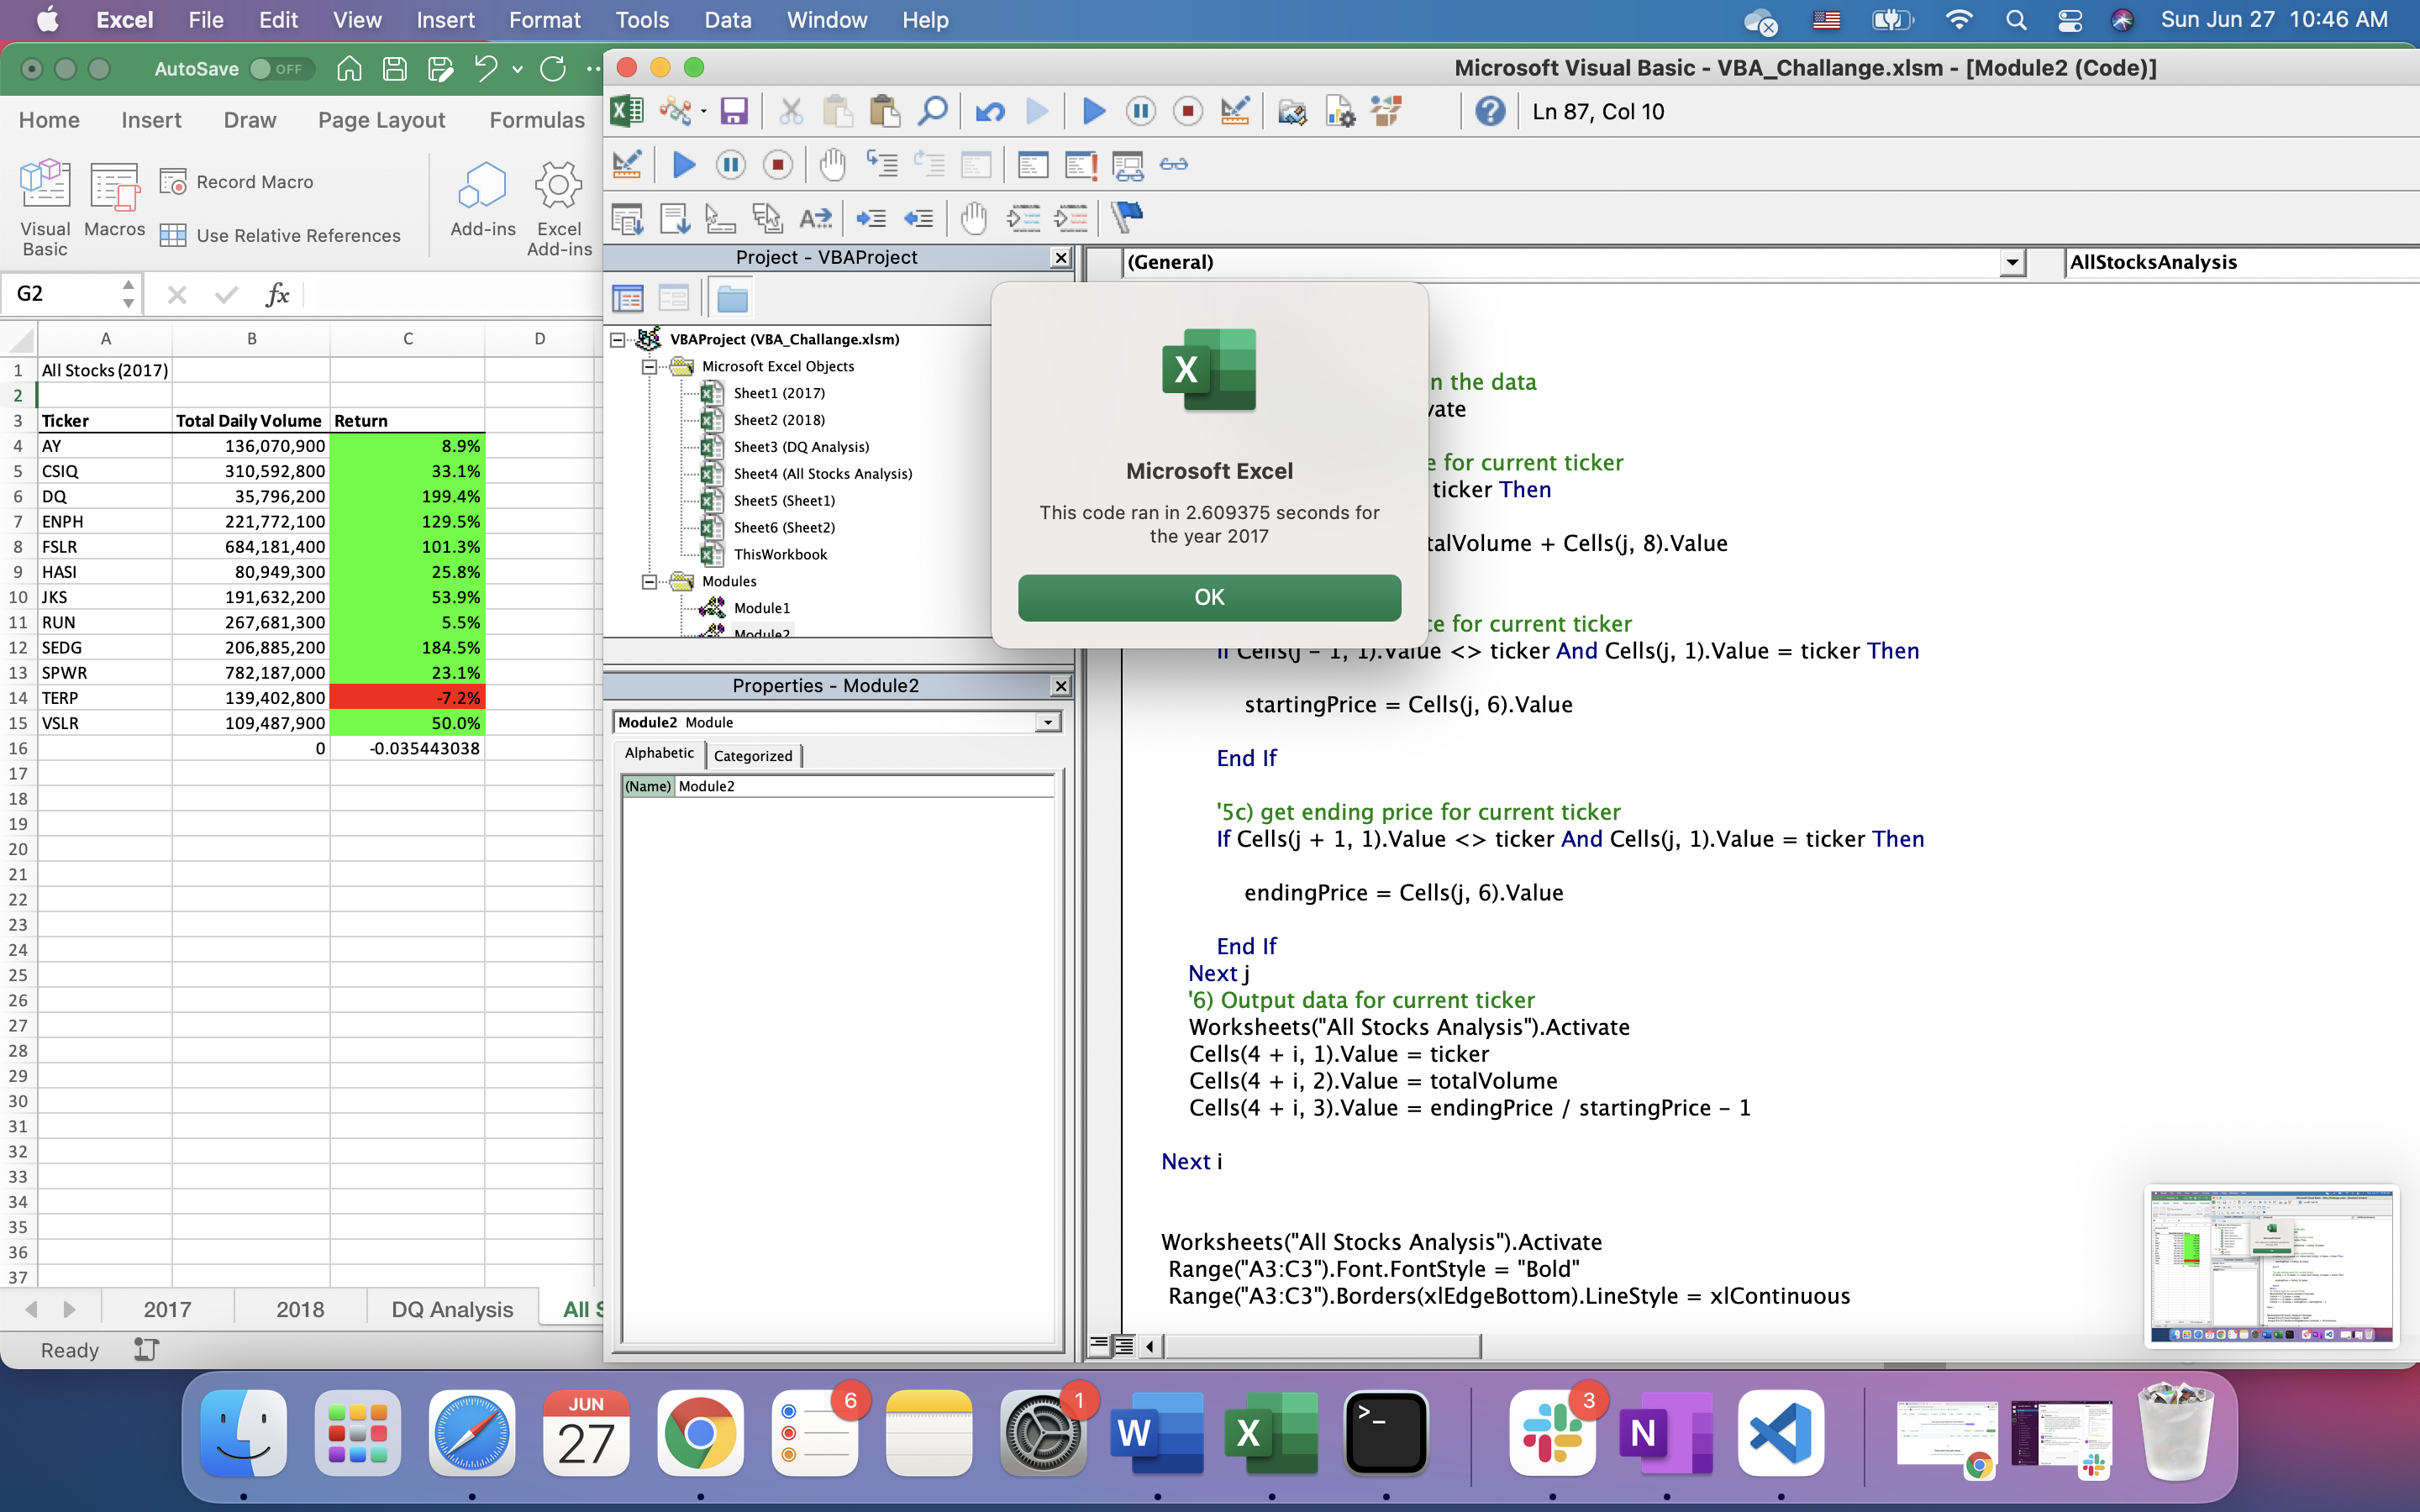 Excel File Edit View Insert Format Tools Data Window Help Sun Jun 27 10:46 AM
AutoSave OFF
Microsoft Visual Basic - VBA_Challange.xlsm - [Module2 (Code)]
Home Insert Draw Page Layout Formulas
Ln 87, Col 10
Visual Basic
Macros
Record Macro
Use Relative References
Add-ins
Excel Add-ins
G2 fx
A B C D
1 All Stocks (2017)
2
3 Ticker Total Daily Volume Return
4 AY 136,070,900 8.9%
5 CSIQ 310,592,800 33.1%
6 DQ 35,796,200 199.4%
7 ENPH 221,772,100 129.5%
8 FSLR 684,181,400 101.3%
9 HASI 80,949,300 25.8%
10 JKS 191,632,200 53.9%
11 RUN 267,681,300 5.5%
12 SEDG 206,885,200 184.5%
13 SPWR 782,187,000 23.1%
14 TERP 139,402,800 -7.2%
15 VSLR 109,487,900 50.0%
16 0 -0.035443038
17
18
19
20
21
22
23
24
25
26
27
28
29
30
31
32
33
34
35
36
37
2017 2018 DQ Analysis All S
Ready
Project - VBAProject
VBAProject (VBA_Challange.xlsm)
Microsoft Excel Objects
Sheet1 (2017)
Sheet2 (2018)
Sheet3 (DQ Analysis)
Sheet4 (All Stocks Analysis)
Sheet5 (Sheet1)
Sheet6 (Sheet2)
ThisWorkbook
Modules
Module1
Module2
Properties - Module2
Module2 Module
Alphabetic Categorized
(Name) Module2
(General) AllStocksAnalysis
Microsoft Excel
This code ran in 2.609375 seconds for
the year 2017
OK
n the data
vate
e for current ticker
ticker Then
talVolume + Cells(j, 8).Value
ce for current ticker
If Cells(j - 1, 1).Value <> ticker And Cells(j, 1).Value = ticker Then
startingPrice = Cells(j, 6).Value
End If
'5c) get ending price for current ticker
If Cells(j + 1, 1).Value <> ticker And Cells(j, 1).Value = ticker Then
endingPrice = Cells(j, 6).Value
End If
Next j
'6) Output data for current ticker
Worksheets("All Stocks Analysis").Activate
Cells(4 + i, 1).Value = ticker
Cells(4 + i, 2).Value = totalVolume
Cells(4 + i, 3).Value = endingPrice / startingPrice - 1
Next i
Worksheets("All Stocks Analysis").Activate
Range("A3:C3").Font.FontStyle = "Bold"
Range("A3:C3").Borders(xlEdgeBottom).LineStyle = xlContinuous
JUN
27
6
1
W
X
>_
3
N